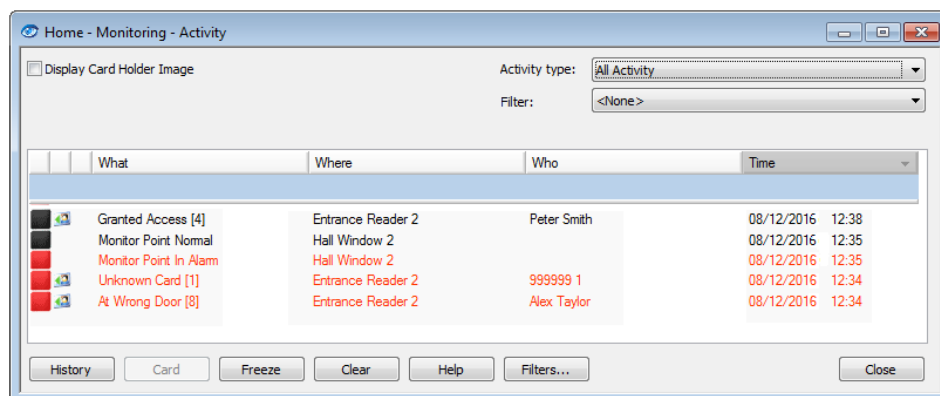 Home - Monitoring - Activity
Display Card Holder Image
Activity type: All Activity
Filter: <None>
What Where Who Time
Granted Access [4] Entrance Reader 2 Peter Smith 08/12/2016 12:38
Monitor Point Normal Hall Window 2 08/12/2016 12:35
Monitor Point In Alarm Hall Window 2 08/12/2016 12:35
Unknown Card [1] Entrance Reader 2 999999 1 08/12/2016 12:34
At Wrong Door [8] Entrance Reader 2 Alex Taylor 08/12/2016 12:34
History Card Freeze Clear Help Filters... Close